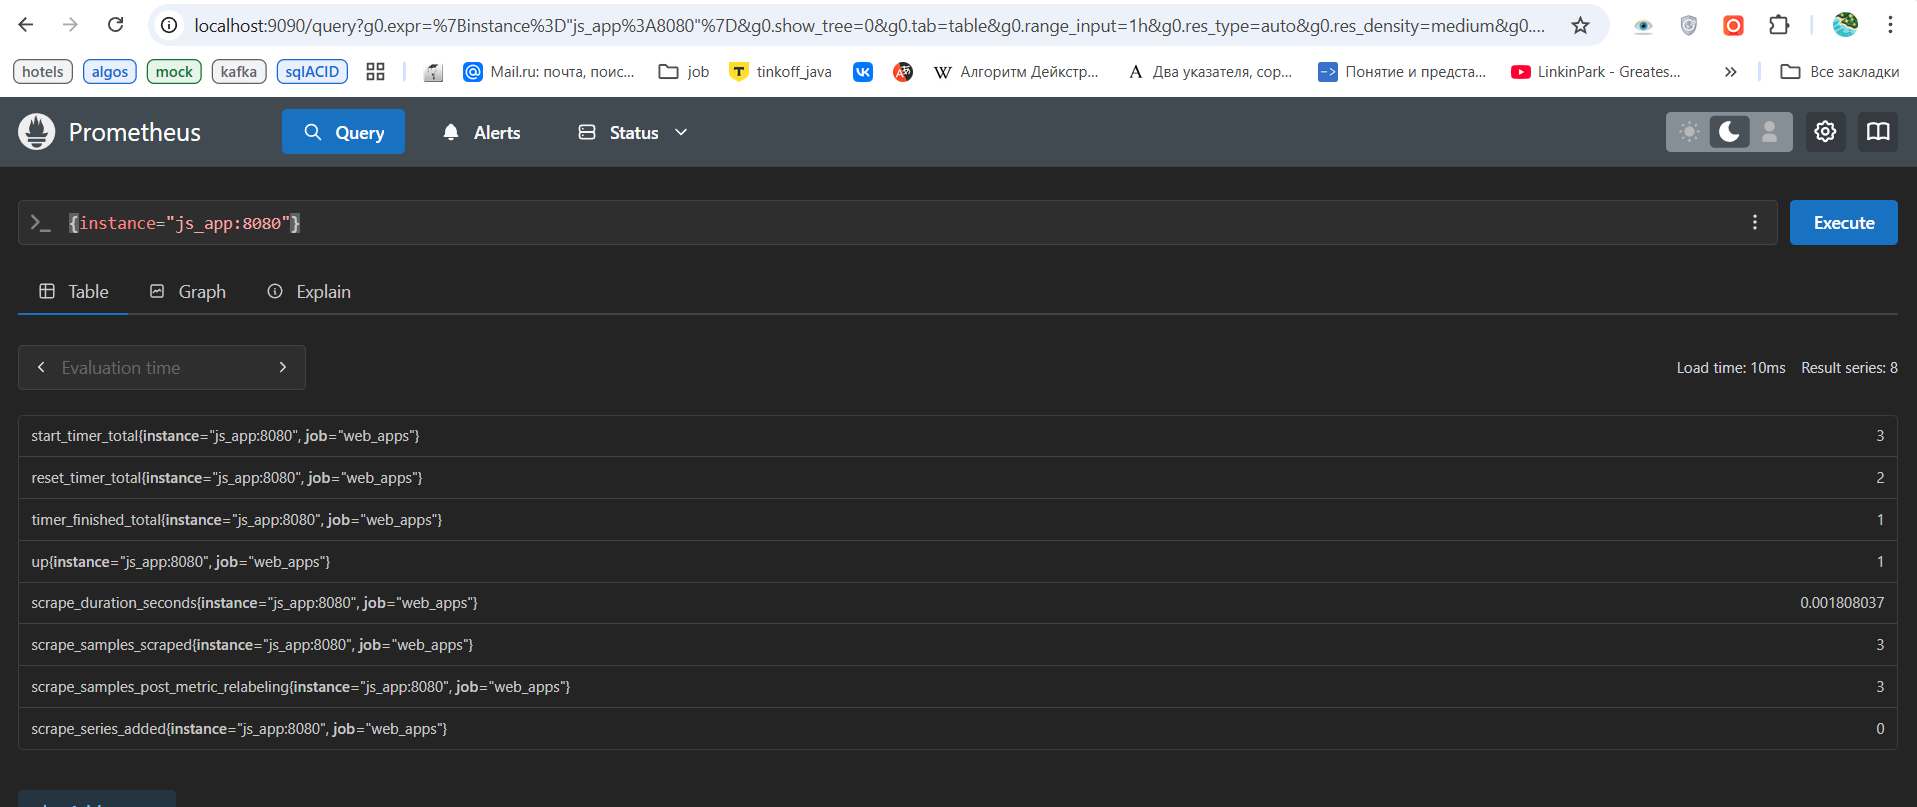 localhost:9090/query?g0.expr=%7Binstance%3D"js_app%3A8080"%7D&g0.show_tree=0&g0.tab=table&g0.range_input=1h&g0.res_type=auto&g0.res_density=medium&g0....
hotels algos mock kafka sqlACID Mail.ru: почта, поис... job tinkoff_java Алгоритм Дейкстр... Два указателя, сор... Понятие и предста... LinkinPark - Greates... » Все закладки
Prometheus Query Alerts Status
>_ {instance="js_app:8080"} Execute
Table Graph Explain
Evaluation time Load time: 10ms Result series: 8
start_timer_total{instance="js_app:8080", job="web_apps"} 3
reset_timer_total{instance="js_app:8080", job="web_apps"} 2
timer_finished_total{instance="js_app:8080", job="web_apps"} 1
up{instance="js_app:8080", job="web_apps"} 1
scrape_duration_seconds{instance="js_app:8080", job="web_apps"} 0.001808037
scrape_samples_scraped{instance="js_app:8080", job="web_apps"} 3
scrape_samples_post_metric_relabeling{instance="js_app:8080", job="web_apps"} 3
scrape_series_added{instance="js_app:8080", job="web_apps"} 0